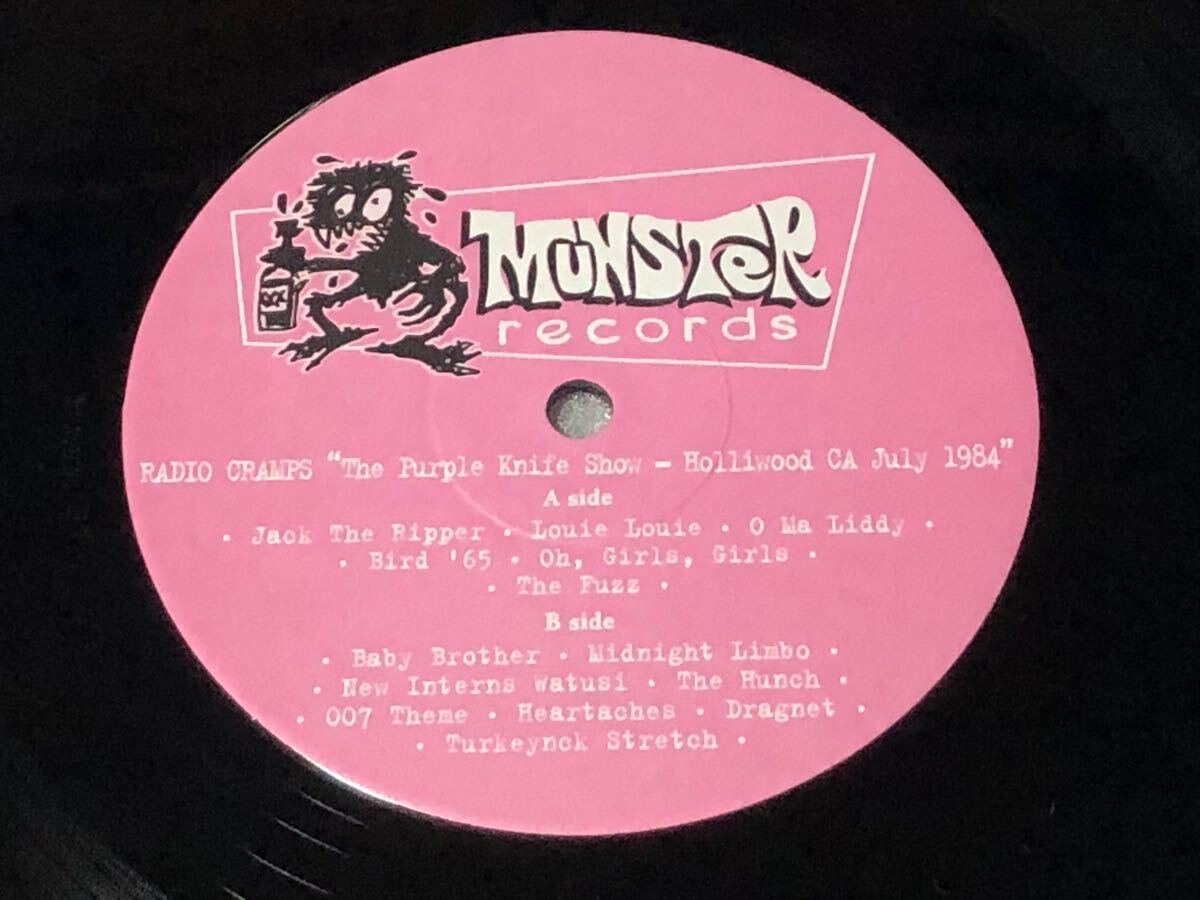 MUNSTeR
records
RADIO CRAMPS "The Purple Knife Show - Holliwood CA July 1984"
A side
· Jack The Ripper · Louie Louie · O Ma Liddy ·
· Bird '65 · Oh, Girls, Girls ·
· The Fuzz ·
B side
· Baby Brother · Midnight Limbo ·
· New Interns Watusi · The Hunch ·
· 007 Theme · Heartaches · Dragnet ·
· Turkeynck Stretch ·